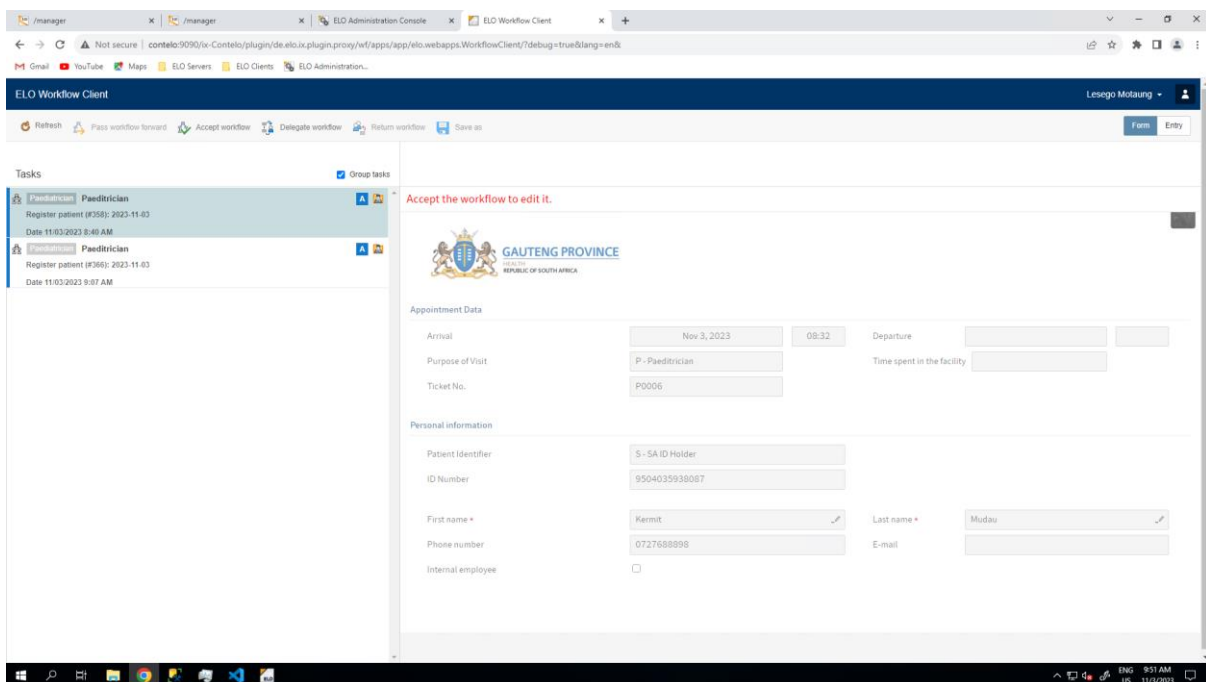 /manager /manager ELO Administration Console ELO Workflow Client
Not secure contelo:9090/ix-Contelo/plugin/de.elo.ix.plugin.proxy/wf/apps/app/elo.webapps.WorkflowClient/?debug=true&lang=en&
Gmail YouTube Maps ELO Servers ELO Clients ELO Administration...
ELO Workflow Client Lesego Motaung
Refresh Pass workflow forward Accept workflow Delegate workflow Return workflow Save as Form Entry
Tasks Group tasks
Paediatrician Paeditrician A
Register patient (#358): 2023-11-03
Date 11/03/2023 8:40 AM
Paediatrician Paeditrician A
Register patient (#366): 2023-11-03
Date 11/03/2023 9:07 AM
Accept the workflow to edit it.
GAUTENG PROVINCE
HEALTH
REPUBLIC OF SOUTH AFRICA
Appointment Data
Arrival Nov 3, 2023 08:32 Departure
Purpose of Visit P - Paeditrician Time spent in the facility
Ticket No. P0006
Personal information
Patient Identifier S - SA ID Holder
ID Number 9504035938087
First name * Kermit Last name * Mudau
Phone number 0727688898 E-mail
Internal employee
ENG 9:51 AM
US 11/3/2023